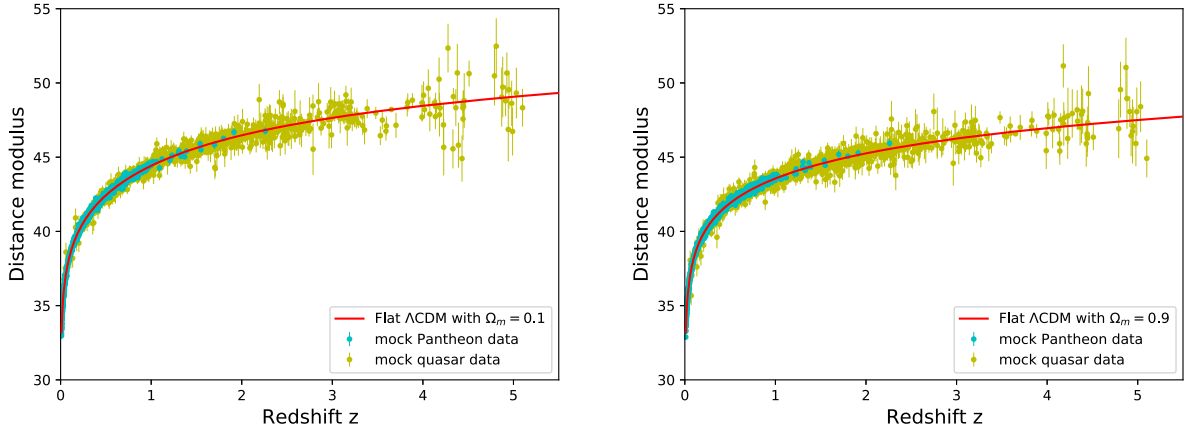 55
50
45
40
35
30
Distance modulus
0
1
2
3
4
5
Redshift z
Flat ΛCDM with Ωm = 0.1
mock Pantheon data
mock quasar data
55
50
45
40
35
30
Distance modulus
0
1
2
3
4
5
Redshift z
Flat ΛCDM with Ωm = 0.9
mock Pantheon data
mock quasar data